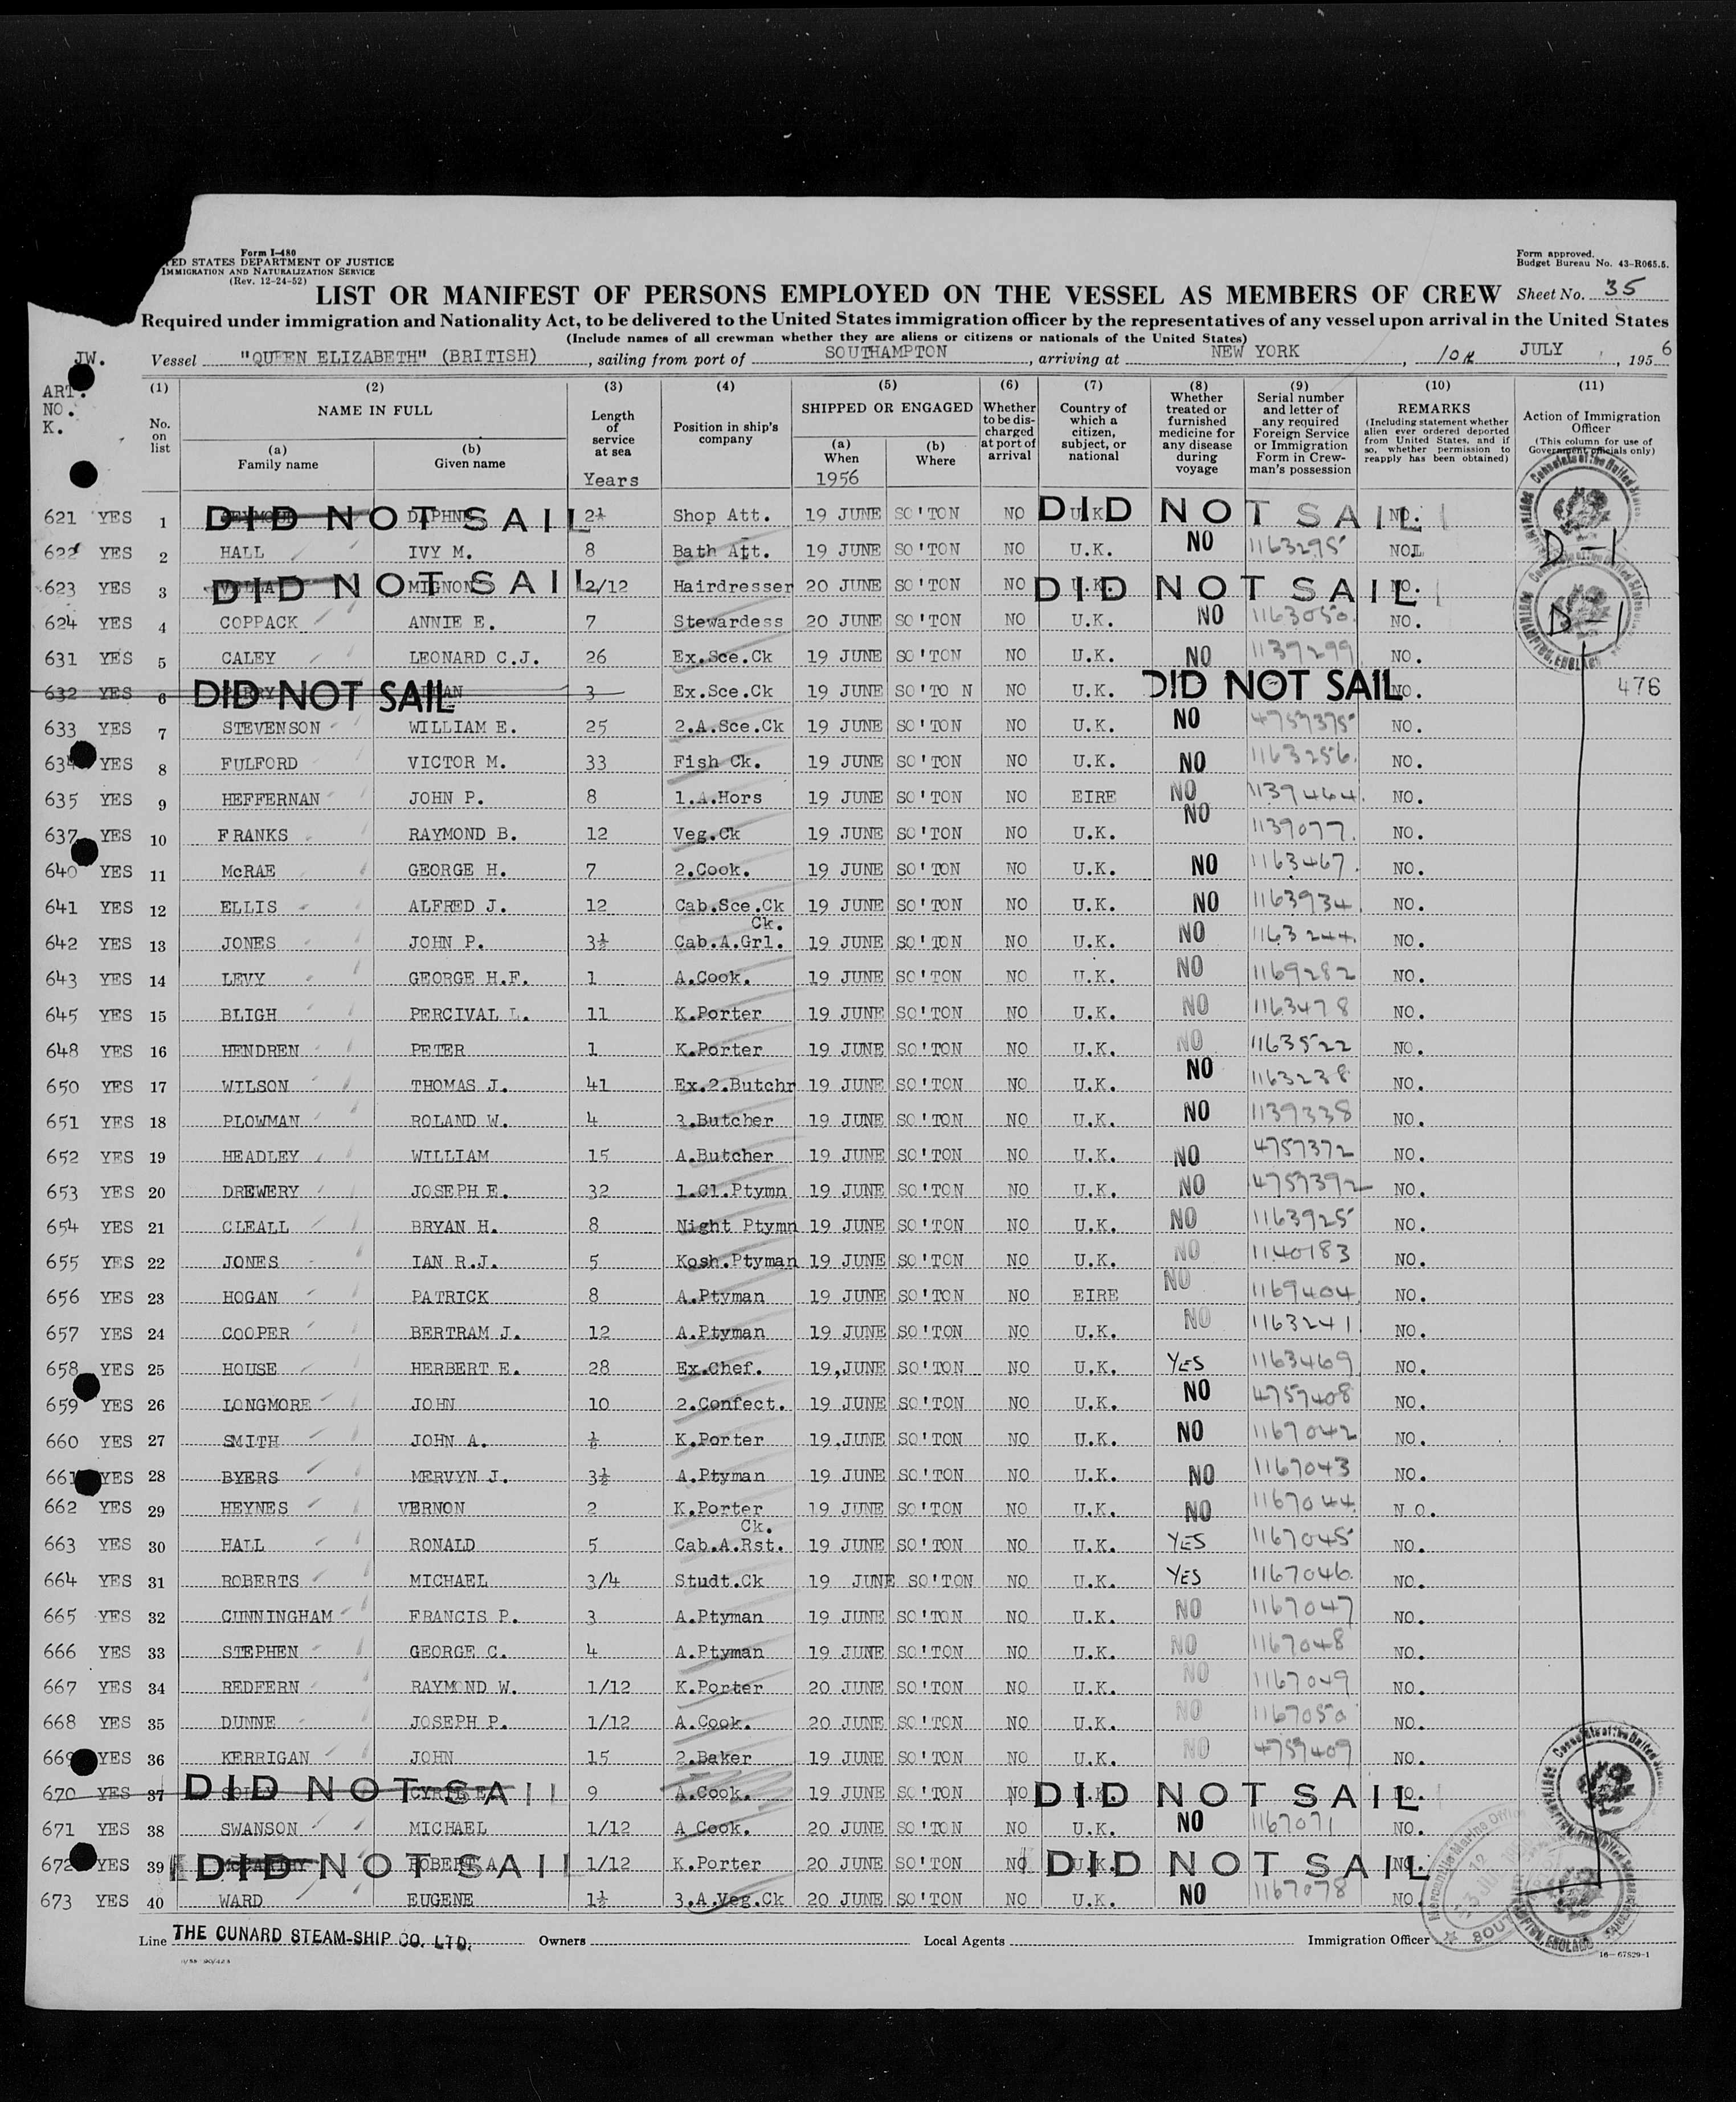 Form I-480
TED STATES DEPARTMENT OF JUSTICE
IMMIGRATION AND NATURALIZATION SERVICE
(Rev. 12-24-52)
Form approved.
Budget Bureau No. 43-R065.5.
LIST OR MANIFEST OF PERSONS EMPLOYED ON THE VESSEL AS MEMBERS OF CREW Sheet No. 35
Required under immigration and Nationality Act, to be delivered to the United States immigration officer by the representatives of any vessel upon arrival in the United States
(Include names of all crewman whether they are aliens or citizens or nationals of the United States)
JW. Vessel "QUEEN ELIZABETH" (BRITISH), sailing from port of SOUTHAMPTON, arriving at NEW YORK, JULY, 1956
ART. NO. K.
(1) (2) (3) (4) (5) (6) (7) (8) (9) (10) (11)
No. on list
NAME IN FULL
(a) Family name
(b) Given name
Length of service at sea
Years
Position in ship's company
SHIPPED OR ENGAGED
(a) When
1956
(b) Where
Whether to be discharged at port of arrival
Country of which a citizen, subject, or national
Whether treated or furnished medicine for any disease during voyage
Serial number and letter of any required Foreign Service or Immigration Form in Crewman's possession
REMARKS
(Including statement whether alien ever ordered deported from United States, and if so, whether permission to reapply has been obtained)
Action of Immigration Officer
(This column for use of Government officials only)
621 YES 1 DID NOT SAIL DAPHNE 2½ Shop Att. 19 JUNE SO'TON NO U.K. DID NOT SAIL NO.
622 YES 2 HALL IVY M. 8 Bath Att. 19 JUNE SO'TON NO U.K. NO 1163295 NO. D-1
623 YES 3 DID NOT SAIL MIGNON 2/12 Hairdresser 20 JUNE SO'TON NO U.K. DID NOT SAIL NO.
624 YES 4 COPPACK ANNIE E. 7 Stewardess 20 JUNE SO'TON NO U.K. NO 1163050. NO. D-1
631 YES 5 CALEY LEONARD C.J. 26 Ex.Sce.Ck 19 JUNE SO'TON NO U.K. NO 1139299 NO.
632 YES 6 DID NOT SAIL 3 Ex.Sce.Ck 19 JUNE SO'TO N NO U.K. DID NOT SAIL NO. 476
633 YES 7 STEVENSON WILLIAM E. 25 2.A.Sce.Ck 19 JUNE SO'TON NO U.K. NO 4757375 NO.
634 YES 8 FULFORD VICTOR M. 33 Fish Ck. 19 JUNE SO'TON NO U.K. NO 1163256. NO.
635 YES 9 HEFFERNAN JOHN P. 8 1.A.Hors 19 JUNE SO'TON NO EIRE NO 1139464. NO.
637 YES 10 FRANKS RAYMOND B. 12 Veg.Ck 19 JUNE SO'TON NO U.K. NO 1139077. NO.
640 YES 11 McRAE GEORGE H. 7 2.Cook. 19 JUNE SO'TON NO U.K. NO 1163467. NO.
641 YES 12 ELLIS ALFRED J. 12 Cab.Sce.Ck 19 JUNE SO'TON NO U.K. NO 1163934 NO.
Ck.
642 YES 13 JONES JOHN P. 3½ Cab.A.Grl. 19 JUNE SO'TON NO U.K. NO 1163244. NO.
643 YES 14 LEVY GEORGE H.F. 1 A.Cook. 19 JUNE SO'TON NO U.K. NO 1169282 NO.
645 YES 15 BLIGH PERCIVAL L. 11 K.Porter 19 JUNE SO'TON NO U.K. NO 1163478 NO.
648 YES 16 HENDREN PETER 1 K.Porter 19 JUNE SO'TON NO U.K. NO 1163522 NO.
650 YES 17 WILSON THOMAS J. 41 Ex.2.Butchr 19 JUNE SO'TON NO U.K. NO 1163238 NO.
651 YES 18 PLOWMAN ROLAND W. 4 3.Butcher 19 JUNE SO'TON NO U.K. NO 1139338 NO.
652 YES 19 HEADLEY WILLIAM 15 A.Butcher 19 JUNE SO'TON NO U.K. NO 4757372 NO.
653 YES 20 DREWERY JOSEPH E. 32 1.Cl.Ptymn 19 JUNE SO'TON NO U.K. NO 4757392 NO.
654 YES 21 CLEALL BRYAN H. 8 Night Ptymn 19 JUNE SO'TON NO U.K. NO 1163925 NO.
655 YES 22 JONES IAN R.J. 5 Kosh.Ptyman 19 JUNE SO'TON NO U.K. NO 1140183 NO.
656 YES 23 HOGAN PATRICK 8 A.Ptyman 19 JUNE SO'TON NO EIRE NO 1169404 NO.
657 YES 24 COOPER BERTRAM J. 12 A.Ptyman 19 JUNE SO'TON NO U.K. NO 1163241 NO.
658 YES 25 HOUSE HERBERT E. 28 Ex.Chef. 19,JUNE SO'TON NO U.K. YES 1163469 NO.
659 YES 26 LONGMORE JOHN 10 2.Confect. 19 JUNE SO'TON NO U.K. NO 4757408 NO.
660 YES 27 SMITH JOHN A. ½ K.Porter 19.JUNE SO'TON NO U.K. NO 1167042 NO.
661 YES 28 BYERS MERVYN J. 3½ A.Ptyman 19 JUNE SO'TON NO U.K. NO 1167043 NO.
662 YES 29 HEYNES VERNON 2 K.Porter 19 JUNE SO'TON NO U.K. NO 1167044. N O.
Ck.
663 YES 30 HALL RONALD 5 Cab.A.Rst. 19 JUNE SO'TON NO U.K. YES 1167045 NO.
664 YES 31 ROBERTS MICHAEL 3/4 Studt.Ck 19 JUNE SO'TON NO U.K. YES 1167046. NO.
665 YES 32 CUNNINGHAM FRANCIS P. 3 A.Ptyman 19 JUNE SO'TON NO U.K. NO 1167047 NO.
666 YES 33 STEPHEN GEORGE C. 4 A.Ptyman 19 JUNE SO'TON NO U.K. NO 1167048 NO.
667 YES 34 REDFERN RAYMOND W. 1/12 K.Porter 20 JUNE SO'TON NO U.K. NO 1167049 NO.
668 YES 35 DUNNE JOSEPH P. 1/12 A.Cook. 20 JUNE SO'TON NO U.K. NO 1167050 NO.
669 YES 36 KERRIGAN JOHN 15 2.Baker 19 JUNE SO'TON NO U.K. NO 4757409 NO.
670 YES 37 DID NOT SAIL 9 A.Cook. 19 JUNE SO'TON NO U.K. DID NOT SAIL NO.
671 YES 38 SWANSON MICHAEL 1/12 A Cook. 20 JUNE SO'TON NO U.K. NO 1167071 NO.
672 YES 39 DID NOT SAIL ROBERT A. 1/12 K.Porter 20 JUNE SO'TON NO U.K. DID NOT SAIL NO.
673 YES 40 WARD EUGENE 1½ 3.A.Veg.Ck 20 JUNE SO'TON NO U.K. NO 1167078 NO.
Line THE CUNARD STEAM-SHIP CO. LTD. Owners Local Agents Immigration Officer
16-67829-1